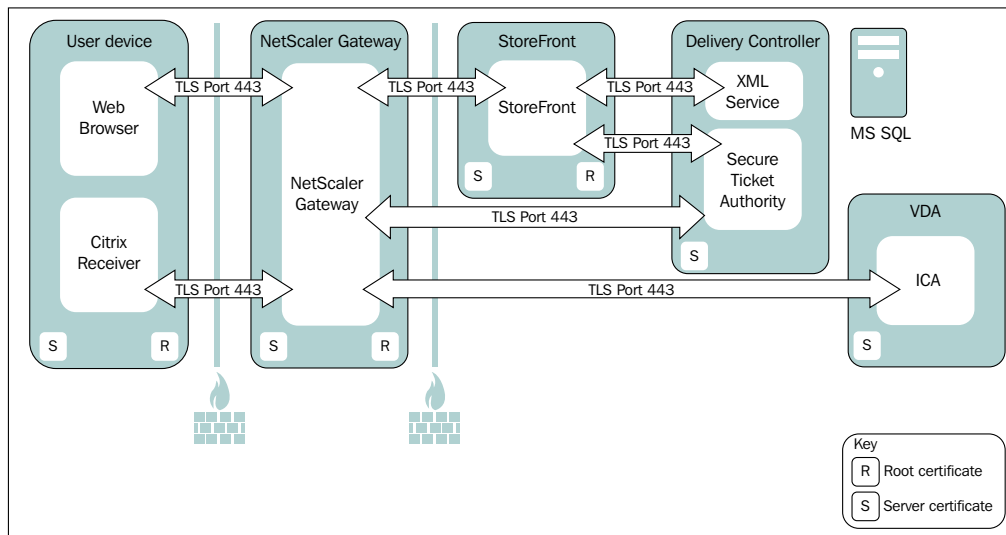 User device
NetScaler Gateway
StoreFront
Delivery Controller
TLS Port 443
TLS Port 443
TLS Port 443
Web
Browser
StoreFront
XML
Service
MS SQL
TLS Port 443
NetScaler
Gateway
S
R
Secure
Ticket
Authority
TLS Port 443
VDA
Citrix
Receiver
S
ICA
TLS Port 443
TLS Port 443
S
R
S
R
S
Key
R
Root certificate
S
Server certificate